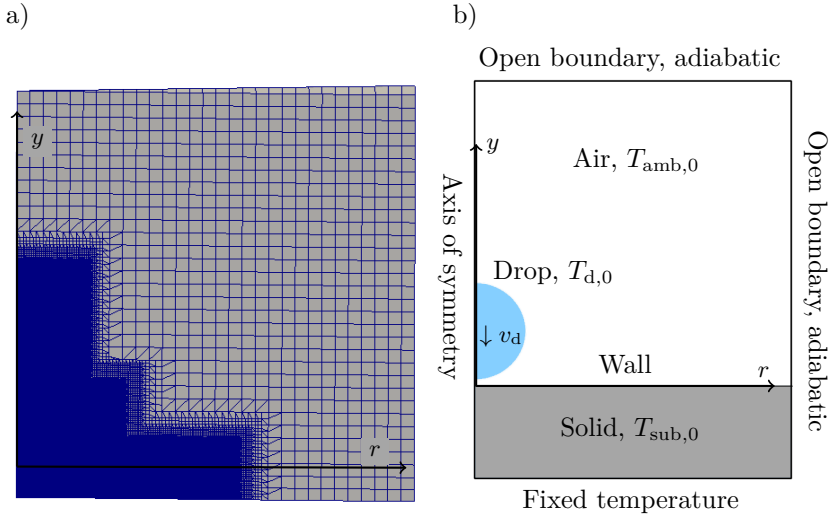 a)
y
r
b)
Open boundary, adiabatic
y
Air, T_amb,0
Axis of symmetry
Open boundary, adiabatic
Drop, T_d,0
↓ v_d
Wall
r
Solid, T_sub,0
Fixed temperature